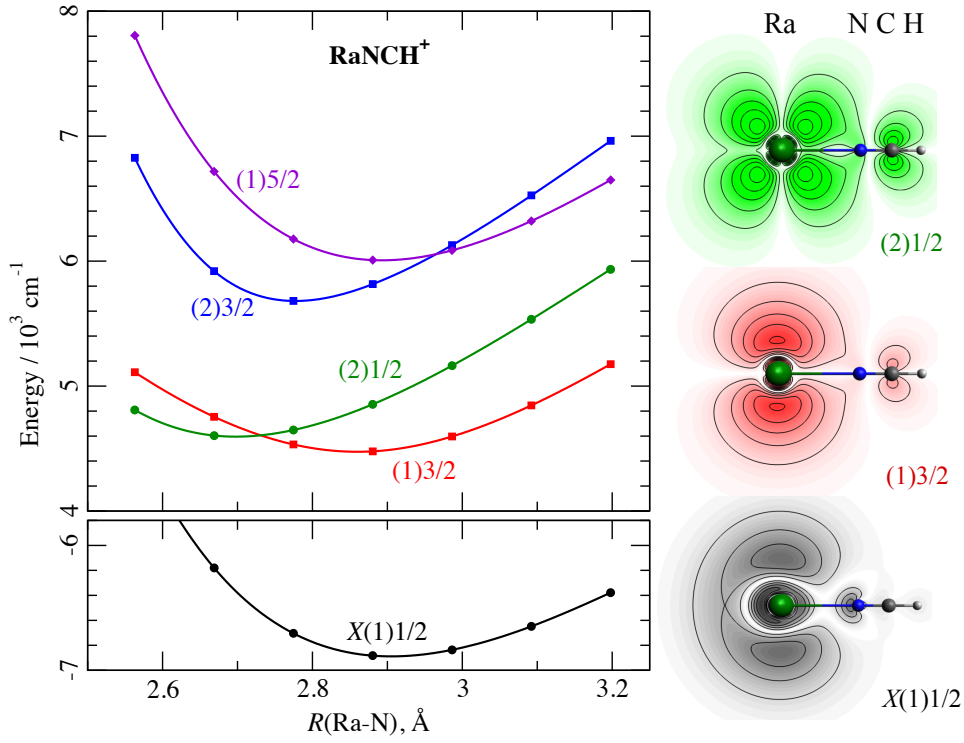 RaNCH⁺
Energy / 10³ cm⁻¹
8
7
6
5
4
-6
-7
(1)5/2
(2)3/2
(2)1/2
(1)3/2
X(1)1/2
2.6
2.8
3
3.2
R(Ra-N), Å
Ra N C H
(2)1/2
(1)3/2
X(1)1/2